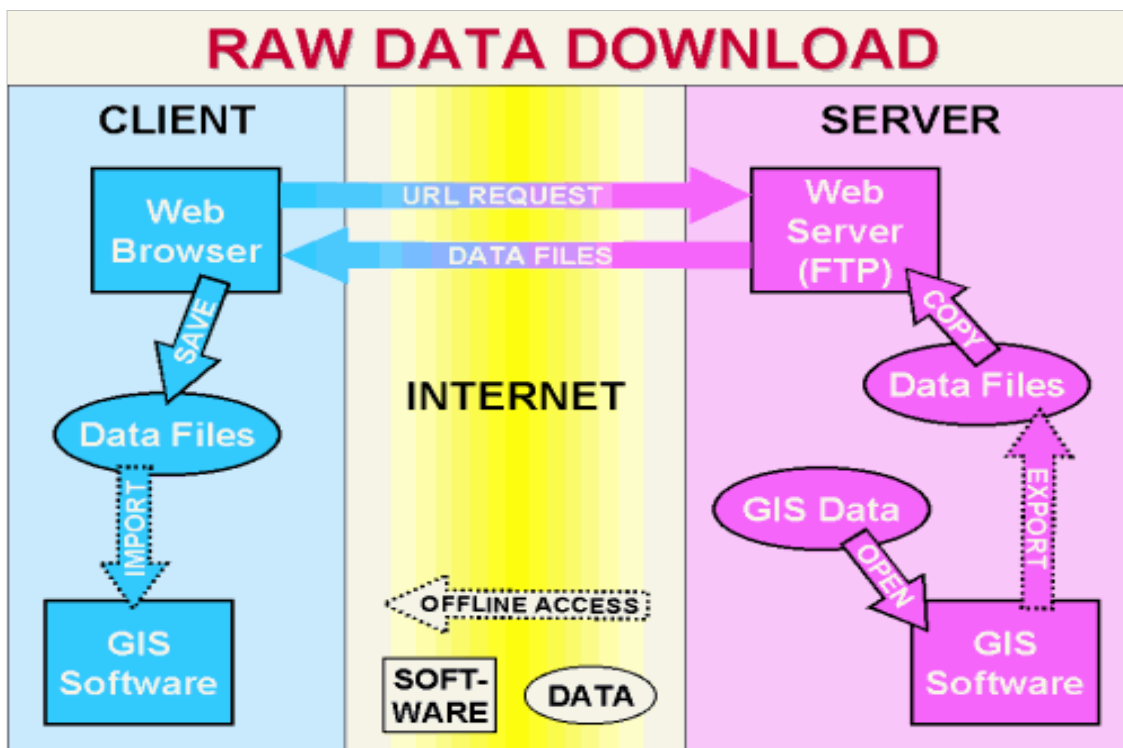 RAW DATA DOWNLOAD
CLIENT
SERVER
Web
Browser
URL REQUEST
DATA FILES
Web
Server
(FTP)
SAVE
COPY
Data Files
Data Files
INTERNET
IMPORT
GIS Data
EXPORT
OPEN
OFFLINE ACCESS
GIS
Software
SOFT-
WARE
DATA
GIS
Software